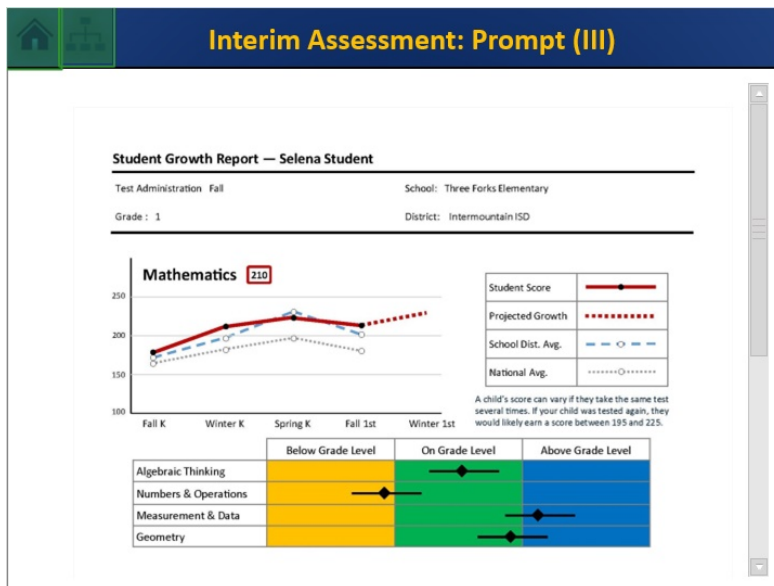 Interim Assessment: Prompt (III)
Student Growth Report — Selena Student
Test Administration Fall
School: Three Forks Elementary
Grade : 1
District: Intermountain ISD
Mathematics 210
250
200
150
100
Fall K Winter K Spring K Fall 1st Winter 1st
Student Score
Projected Growth
School Dist. Avg.
National Avg.
A child's score can vary if they take the same test
several times. If your child was tested again, they
would likely earn a score between 195 and 225.
Below Grade Level On Grade Level Above Grade Level
Algebraic Thinking
Numbers & Operations
Measurement & Data
Geometry